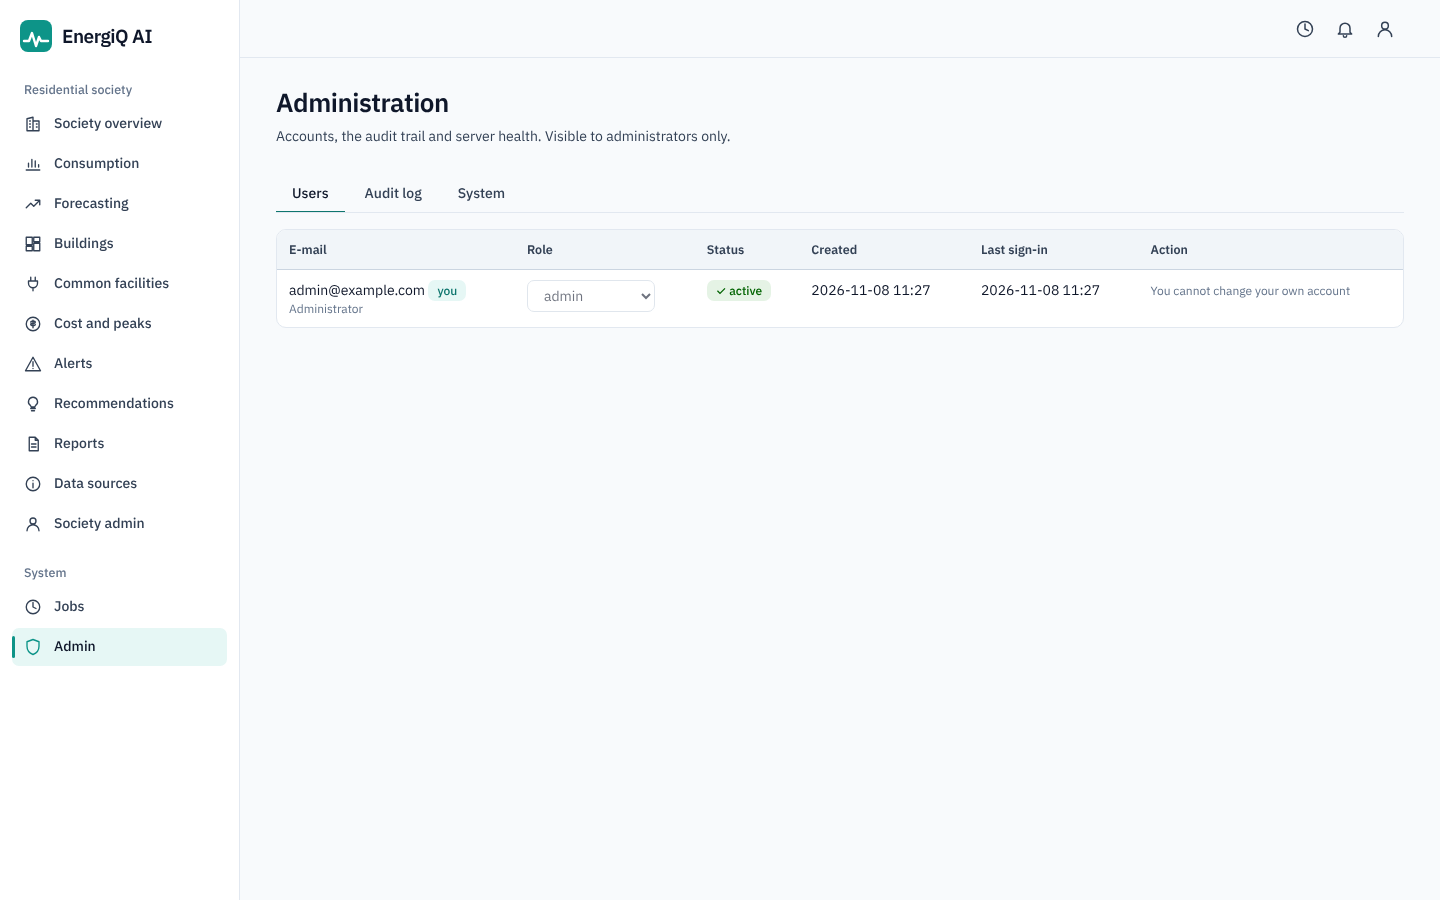 EnergiQ AI
Residential society
Society overview
Consumption
Forecasting
Buildings
Common facilities
Cost and peaks
Alerts
Recommendations
Reports
Data sources
Society admin
System
Jobs
Admin
Administration
Accounts, the audit trail and server health. Visible to administrators only.
Users Audit log System
E-mail Role Status Created Last sign-in Action
admin@example.com you admin active 2026-11-08 11:27 2026-11-08 11:27 You cannot change your own account
Administrator